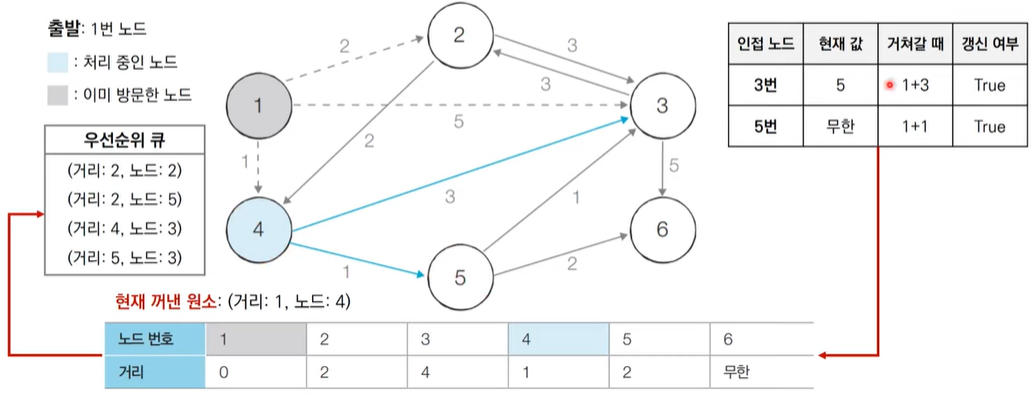 출발: 1번 노드
: 처리 중인 노드
: 이미 방문한 노드
우선순위 큐
(거리: 2, 노드: 2)
(거리: 2, 노드: 5)
(거리: 4, 노드: 3)
(거리: 5, 노드: 3)
1
2
3
4
5
6
2
3
3
5
1
2
3
1
1
2
5
인접 노드 현재 값 거쳐갈 때 갱신 여부
3번 5 1+3 True
5번 무한 1+1 True
현재 꺼낸 원소: (거리: 1, 노드: 4)
노드 번호 1 2 3 4 5 6
거리 0 2 4 1 2 무한